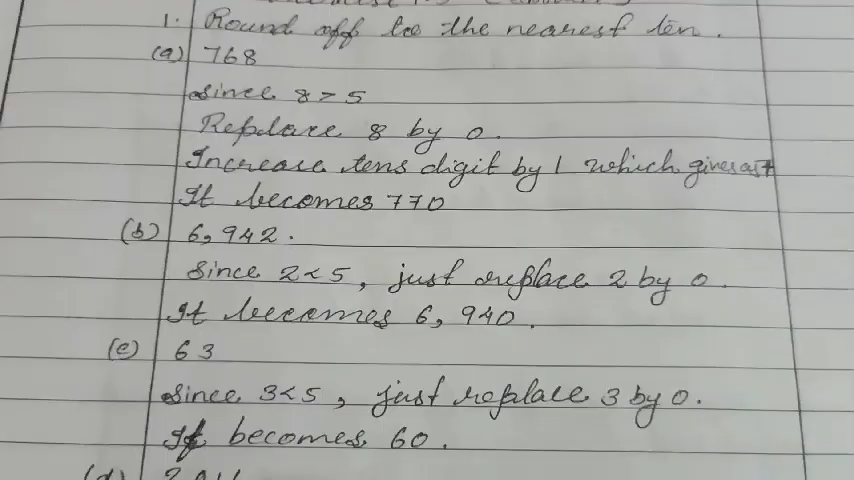 1. Round off to the nearest ten.
(a) 768
Since 8 > 5
Replace 8 by 0.
Increase tens digit by 1 which gives
It becomes 770
(b) 6,942.
Since 2 < 5, just replace 2 by 0.
It becomes 6,940.
(c) 63
Since 3 < 5, just replace 3 by 0.
It becomes 60.
(d)